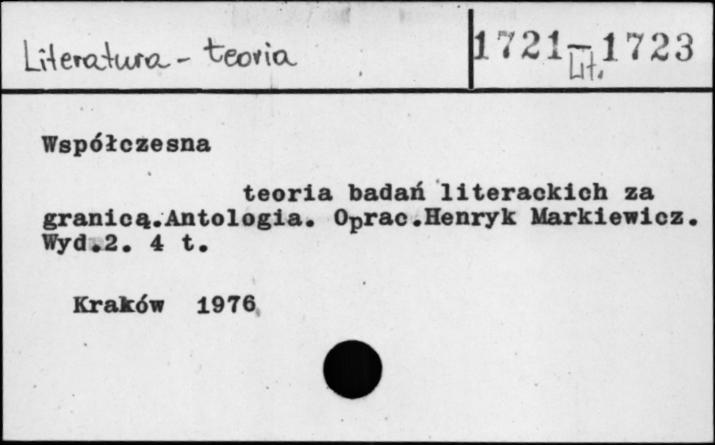 Literatura - teoria
1721-1723
Lit.
Współczesna
teoria badań literackich za
granicą.Antologia. Oprac.Henryk Markiewicz.
Wyd.2. 4 t.
Kraków 1976